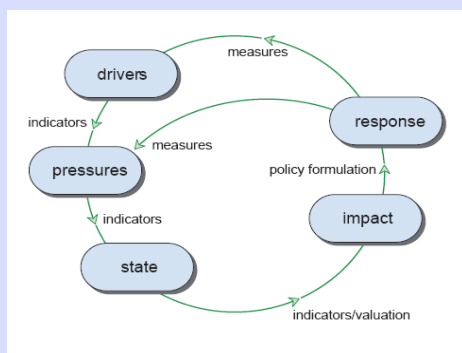 measures
drivers
indicators
response
measures
pressures
policy formulation
indicators
impact
state
indicators/valuation